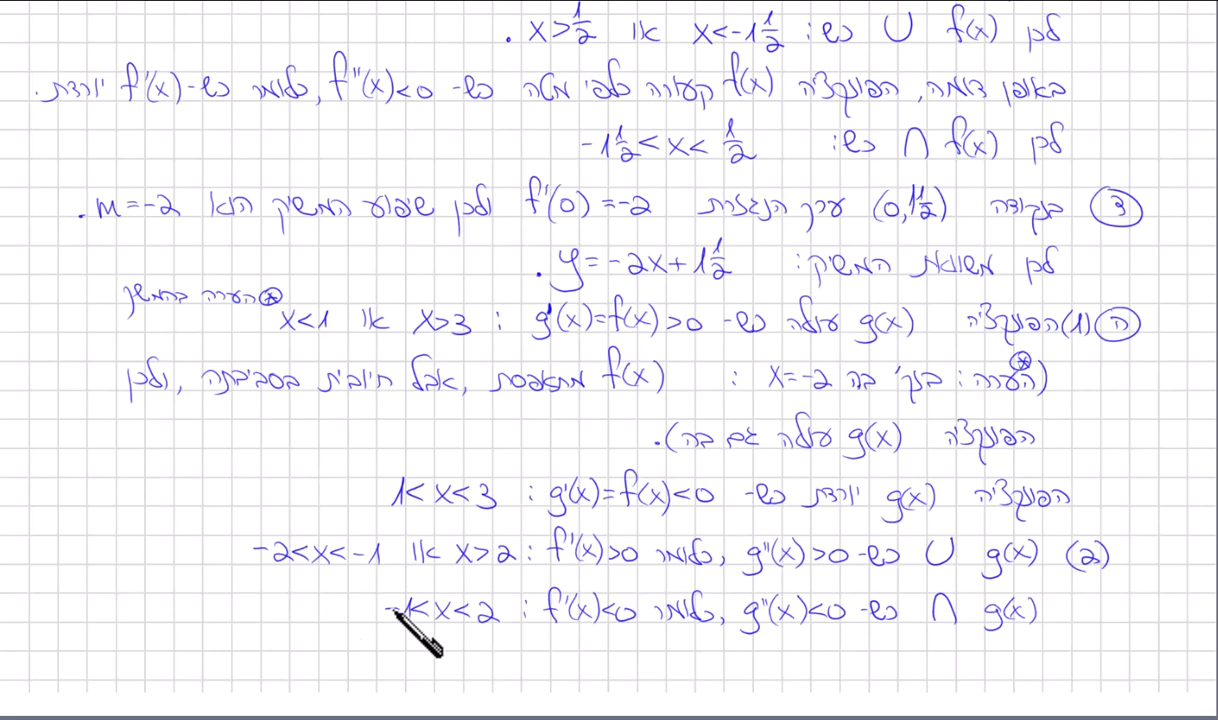 לכן f(x) ∪ כש: x<-1½ או x>½.
באופן דומה, הפונקציה f(x) קעורה כלפי מטה כש- f''(x)<0, כלומר כש- f'(x) יורדת.
לכן f(x) ∩ כש: -1½<x<½
ד בנקודה (0,1½) ערך הנגזרת f'(0)=-2 ולכן שיפוע המשיק הוא m=-2.
לכן משוואת המשיק: y=-2x+1½.
* הערה בהמשך
ה (1) הפונקציה g(x) עולה כש- g'(x)=f(x)>0 : x>3 או x<1
(הערה*: בנק' בה x=-2 : f(x) מתאפסת, אבל חיובית בסביבתה, ולכן
הפונקציה g(x) עולה גם בה).
הפונקציה g(x) יורדת כש- g'(x)=f(x)<0 : 1<x<3
(2) g(x) ∪ כש- g''(x)>0, כלומר f'(x)>0 : x>2 או -2<x<-1
g(x) ∩ כש- g''(x)<0, כלומר f'(x)<0 : -1<x<2